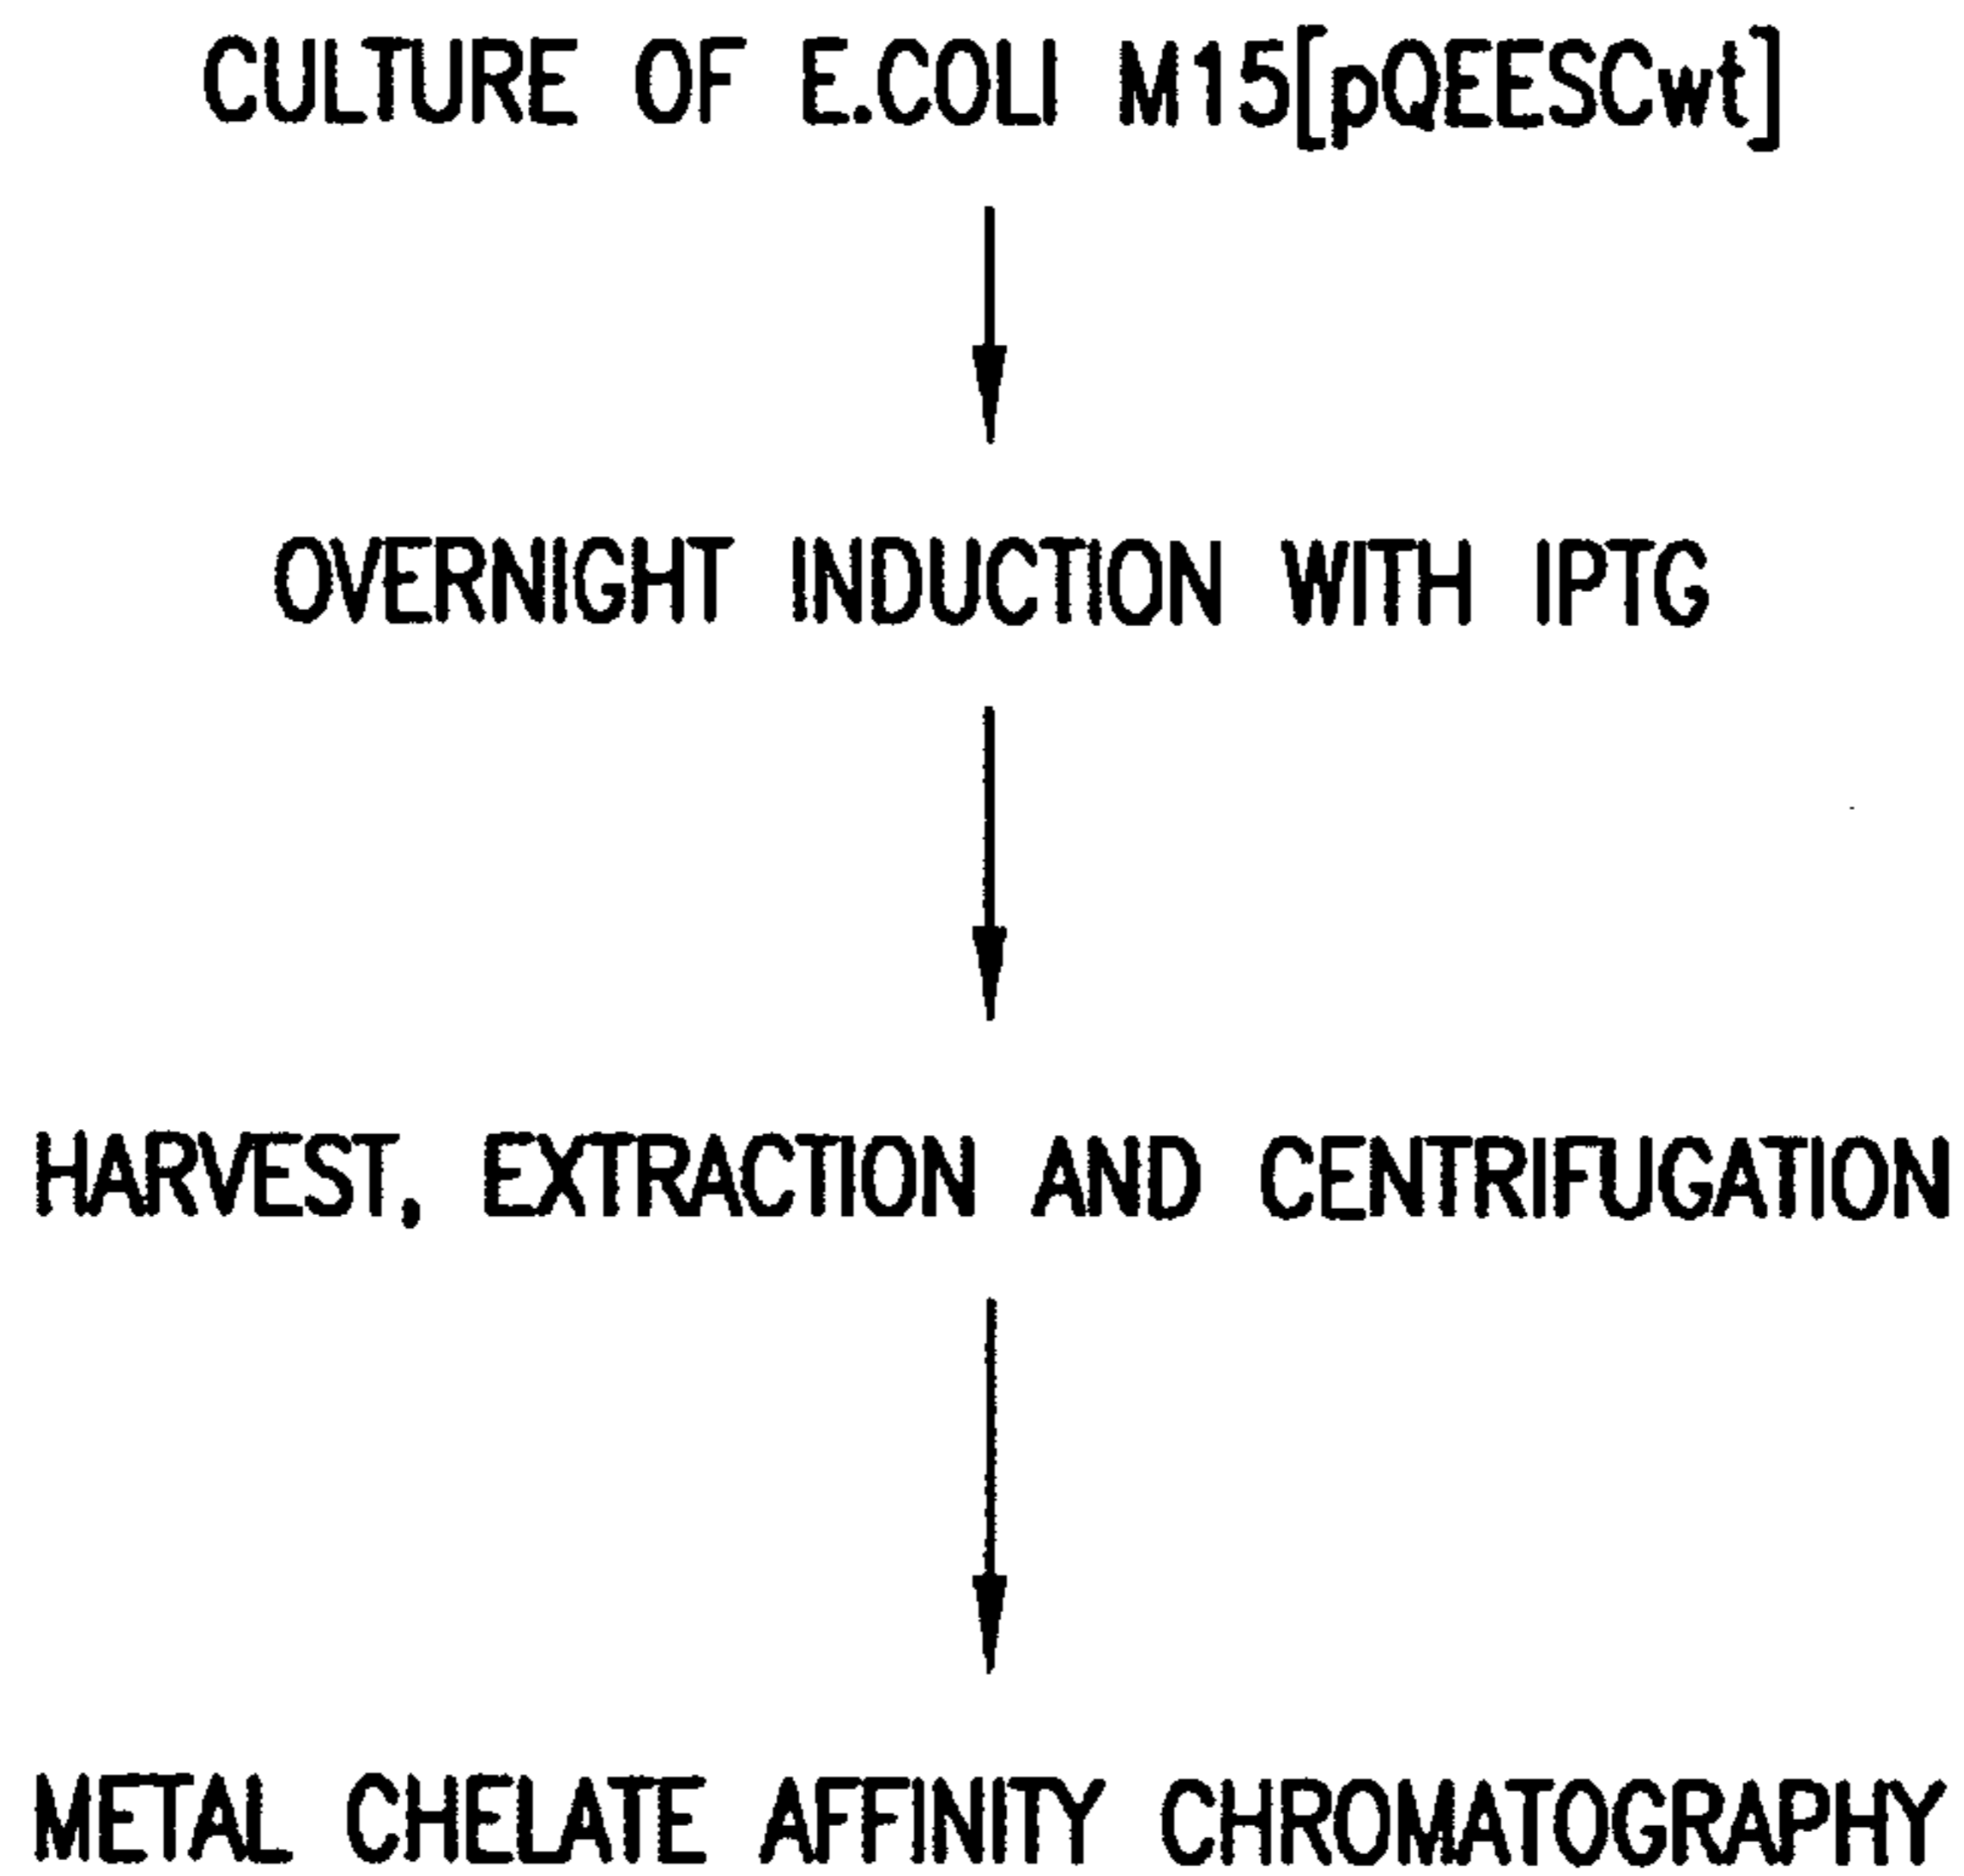 CULTURE OF E.COLI M15[pQEESCwt]
OVERNIGHT INDUCTION WITH IPTG
HARVEST, EXTRACTION AND CENTRIFUGATION
METAL CHELATE AFFINITY CHROMATOGRAPHY